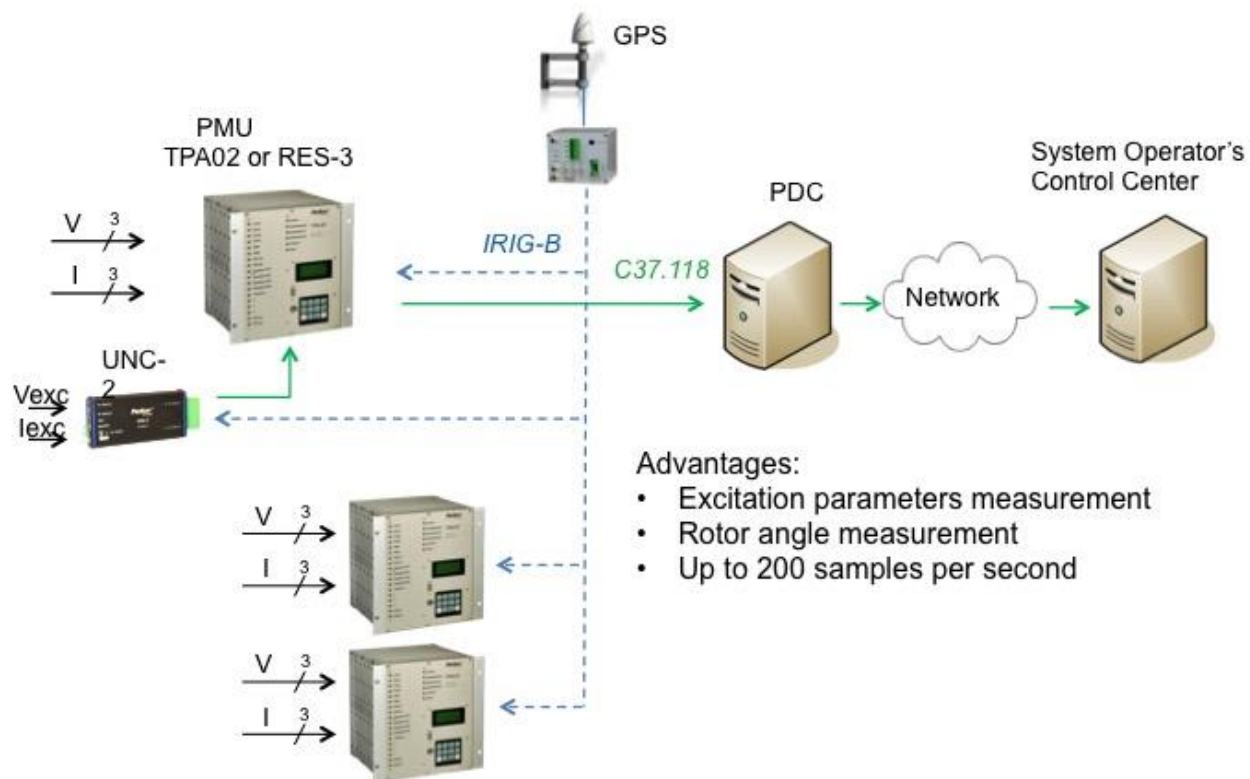 GPS
PMU
TPA02 or RES-3
System Operator's
Control Center
PDC
V 3
I 3
IRIG-B
C37.118
Network
UNC-
2
Vexc
Iexc
Advantages:
• Excitation parameters measurement
• Rotor angle measurement
• Up to 200 samples per second
V 3
I 3
V 3
I 3